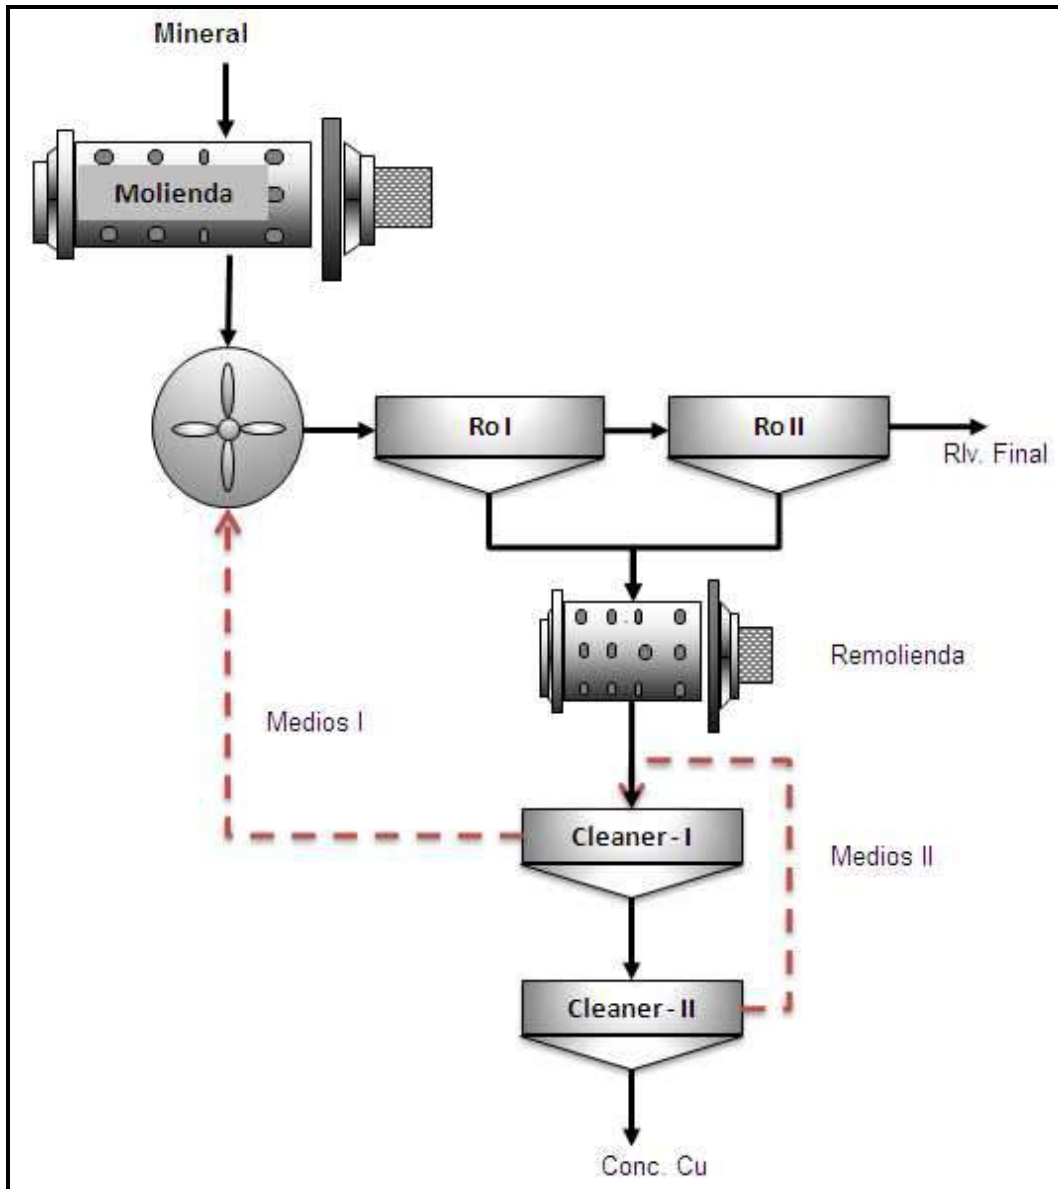 Mineral
Molienda
Ro I
Ro II
Rlv. Final
Remolienda
Medios I
Cleaner - I
Medios II
Cleaner - II
Conc. Cu